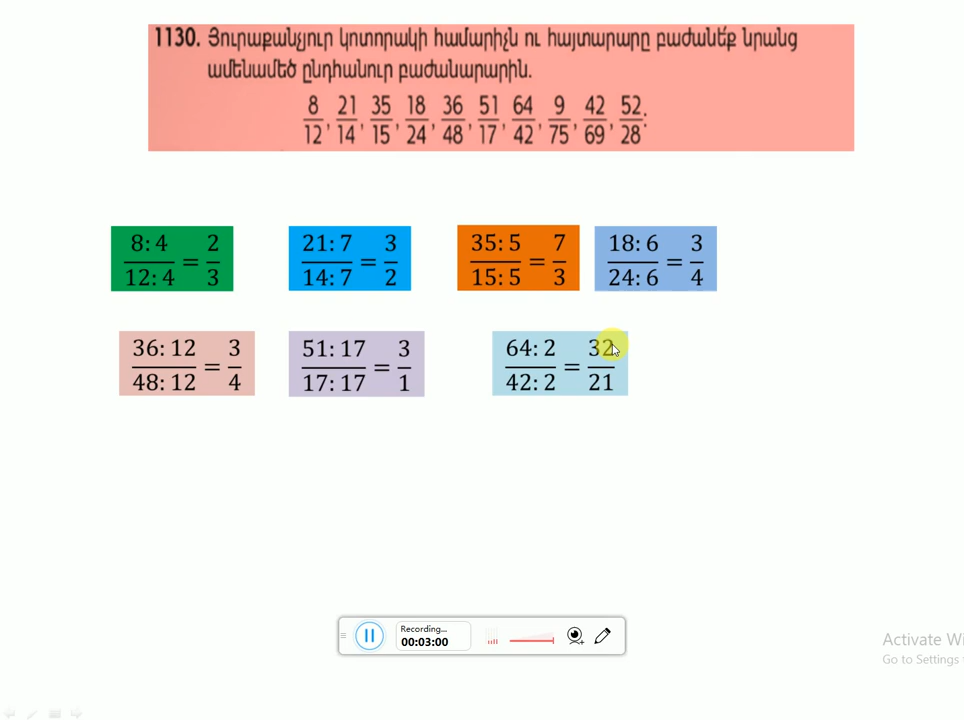 1130. Յուրաքանչյուր կոտորակի համարիչն ու հայտարարը բաժանե՛ք նրանց
ամենամեծ ընդհանուր բաժանարարին.
8/12, 21/14, 35/15, 18/24, 36/48, 51/17, 64/42, 9/75, 42/69, 52/28:
8:4/12:4 = 2/3 21:7/14:7 = 3/2 35:5/15:5 = 7/3 18:6/24:6 = 3/4
36:12/48:12 = 3/4 51:17/17:17 = 3/1 64:2/42:2 = 32/21
Recording...
00:03:00
Activate Wi
Go to Settings